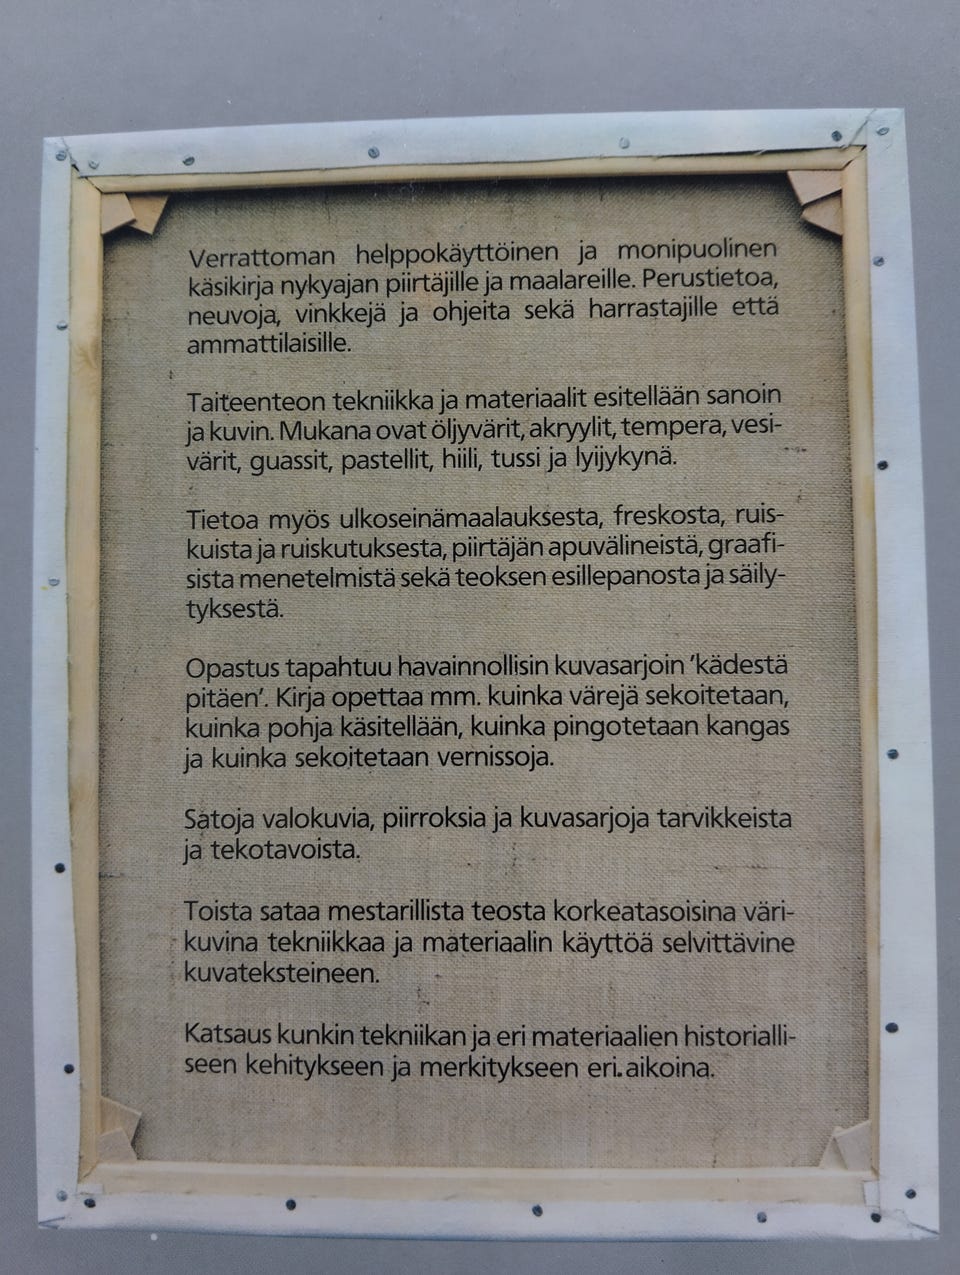 Verrattoman helppokäyttöinen ja monipuolinen
käsikirja nykyajan piirtäjille ja maalareille. Perustietoa,
neuvoja, vinkkejä ja ohjeita sekä harrastajille että
ammattilaisille.
Taiteenteon tekniikka ja materiaalit esitellään sanoin
ja kuvin. Mukana ovat öljyvärit, akryylit, tempera, vesi-
värit, guassit, pastellit, hiili, tussi ja lyijykynä.
Tietoa myös ulkoseinämaalauksesta, freskosta, ruis-
kuista ja ruiskutuksesta, piirtäjän apuvälineistä, graafi-
sista menetelmistä sekä teoksen esillepanosta ja säily-
tyksestä.
Opastus tapahtuu havainnollisin kuvasarjoin 'kädestä
pitäen'. Kirja opettaa mm. kuinka värejä sekoitetaan,
kuinka pohja käsitellään, kuinka pingotetaan kangas
ja kuinka sekoitetaan vernissoja.
Satoja valokuvia, piirroksia ja kuvasarjoja tarvikkeista
ja tekotavoista.
Toista sataa mestarillista teosta korkeatasoisina väri-
kuvina tekniikkaa ja materiaalin käyttöä selvittävine
kuvateksteineen.
Katsaus kunkin tekniikan ja eri materiaalien historialli-
seen kehitykseen ja merkitykseen eri aikoina.